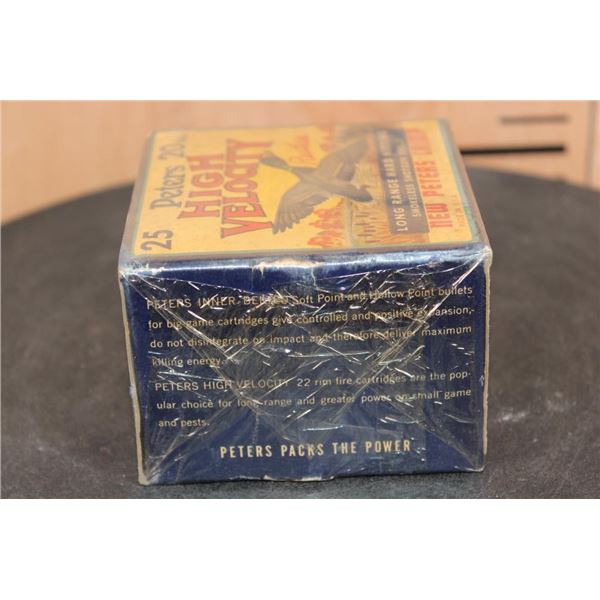 25 Peters 20
HIGH
VELOCITY
LONG RANGE HARD
SMOKELESS SHOTGUN
NEW PETERS
PETERS INNER-BELTED Soft Point and Hollow Point bullets
for big game cartridges give controlled and positive expansion,
do not disintegrate on impact and therefore deliver maximum
killing energy.
PETERS HIGH VELOCITY 22 rim fire cartridges are the pop-
ular choice for long range and greater power on small game
and pests.
PETERS PACKS THE POWER